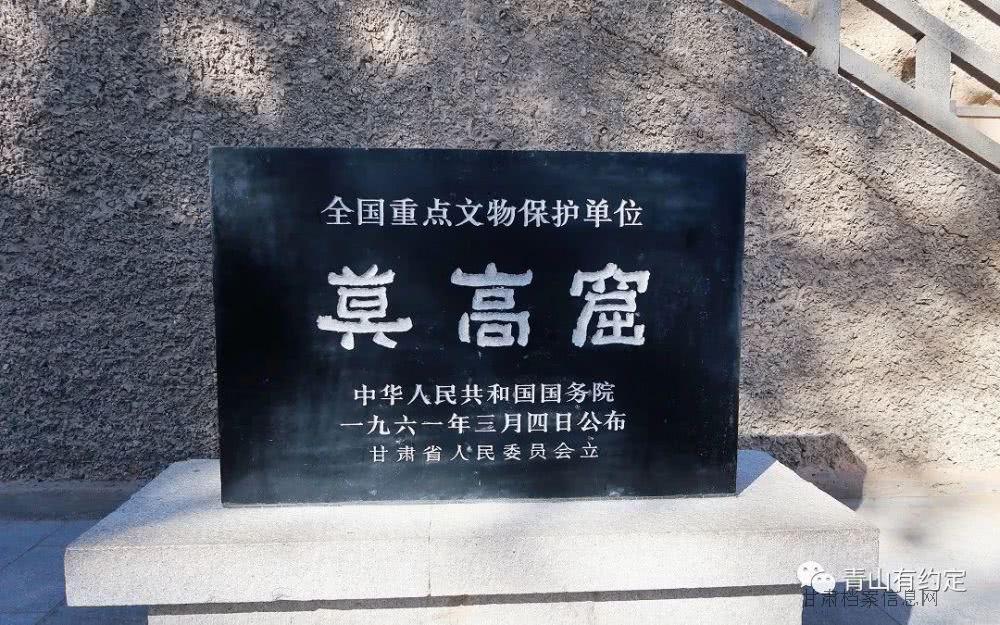 全国重点文物保护单位
莫高窟
中华人民共和国国务院
一九六一年三月四日公布
甘肃省人民委员会立
青山有约定
甘肃档案信息网